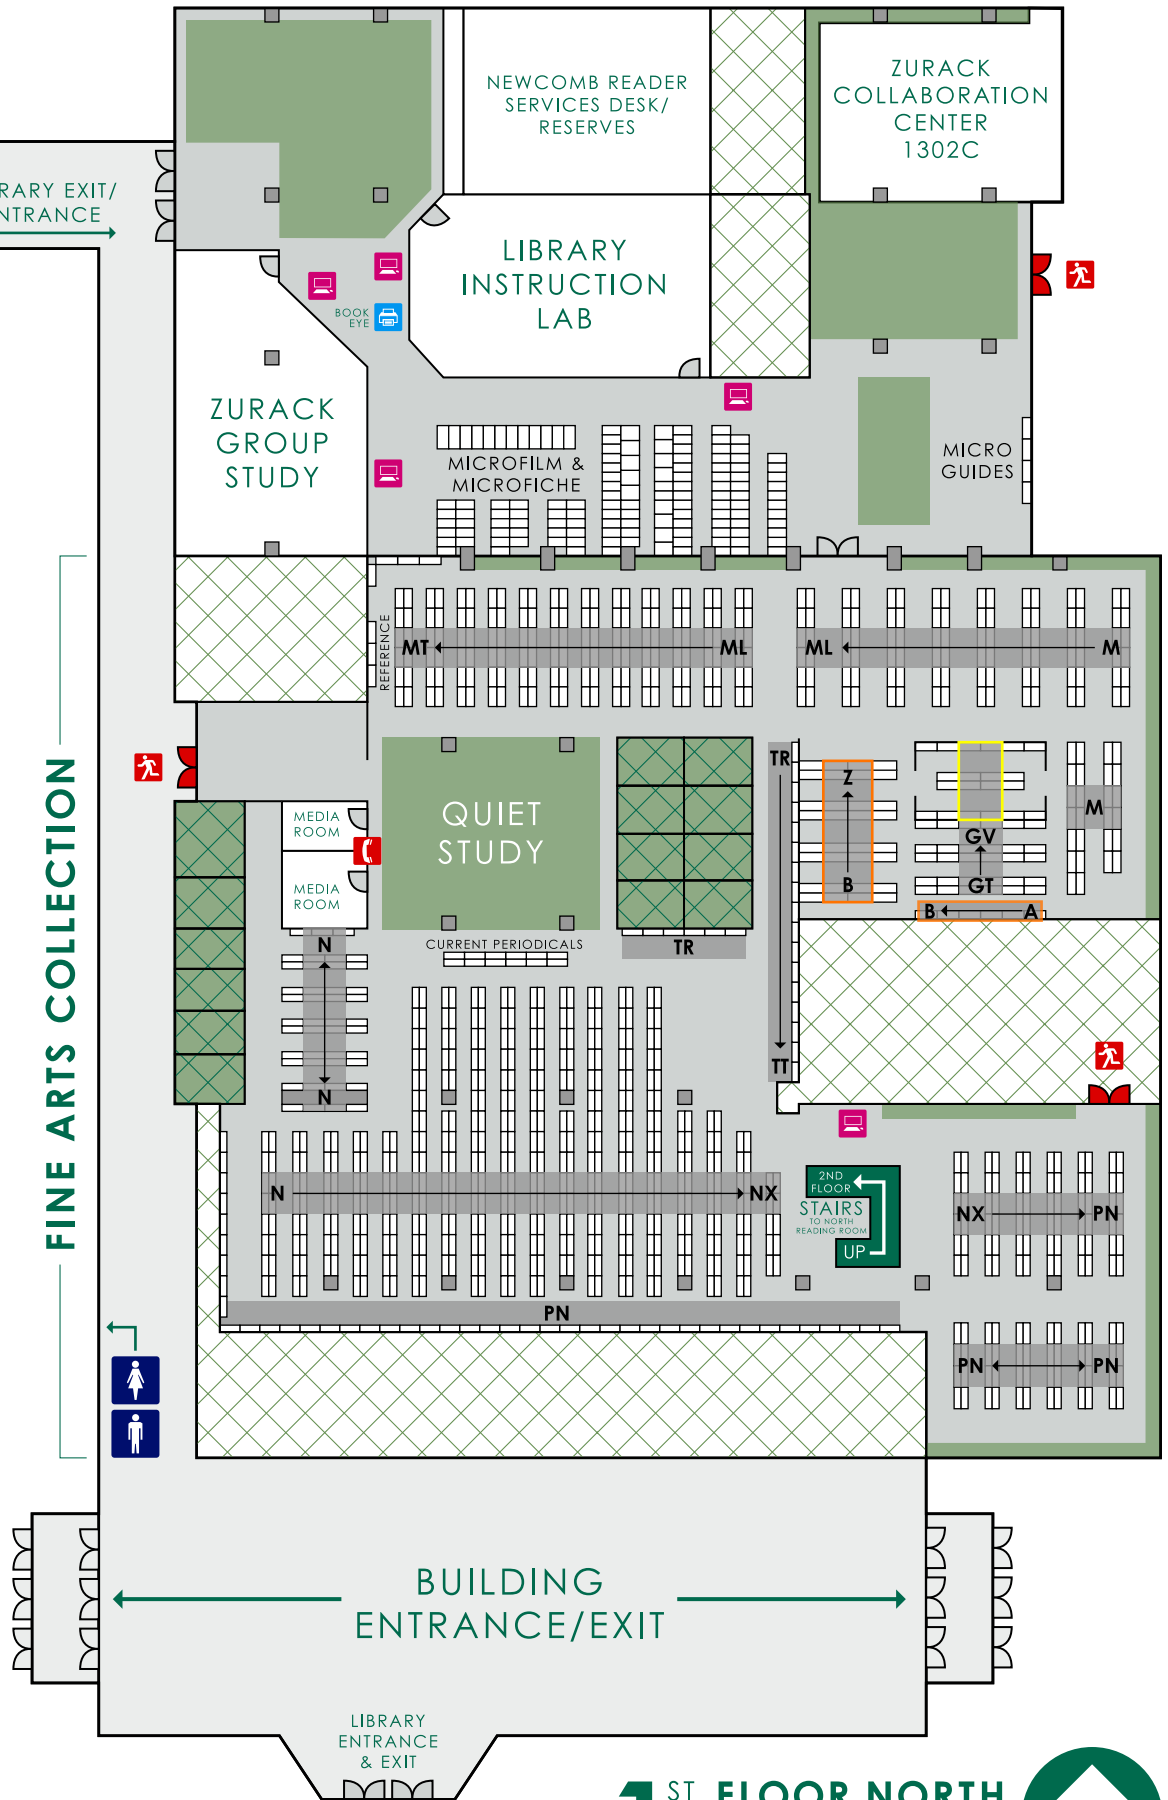 NEWCOMB READER
SERVICES DESK/
RESERVES
ZURACK
COLLABORATION
CENTER
1302C
RARY EXIT/
NTRANCE
LIBRARY
INSTRUCTION
LAB
BOOK
EYE
ZURACK
GROUP
STUDY
MICROFILM &
MICROFICHE
MICRO
GUIDES
REFERENCE
MT
ML
ML
M
TR
Z
B
GV
GT
B
A
M
QUIET
STUDY
MEDIA
ROOM
MEDIA
ROOM
CURRENT PERIODICALS
TR
N
N
TT
FINE ARTS COLLECTION
N
NX
2ND
FLOOR
STAIRS
TO NORTH
READING ROOM
UP
NX
PN
PN
PN
PN
BUILDING
ENTRANCE/EXIT
LIBRARY
ENTRANCE
& EXIT
1ST FLOOR NORTH